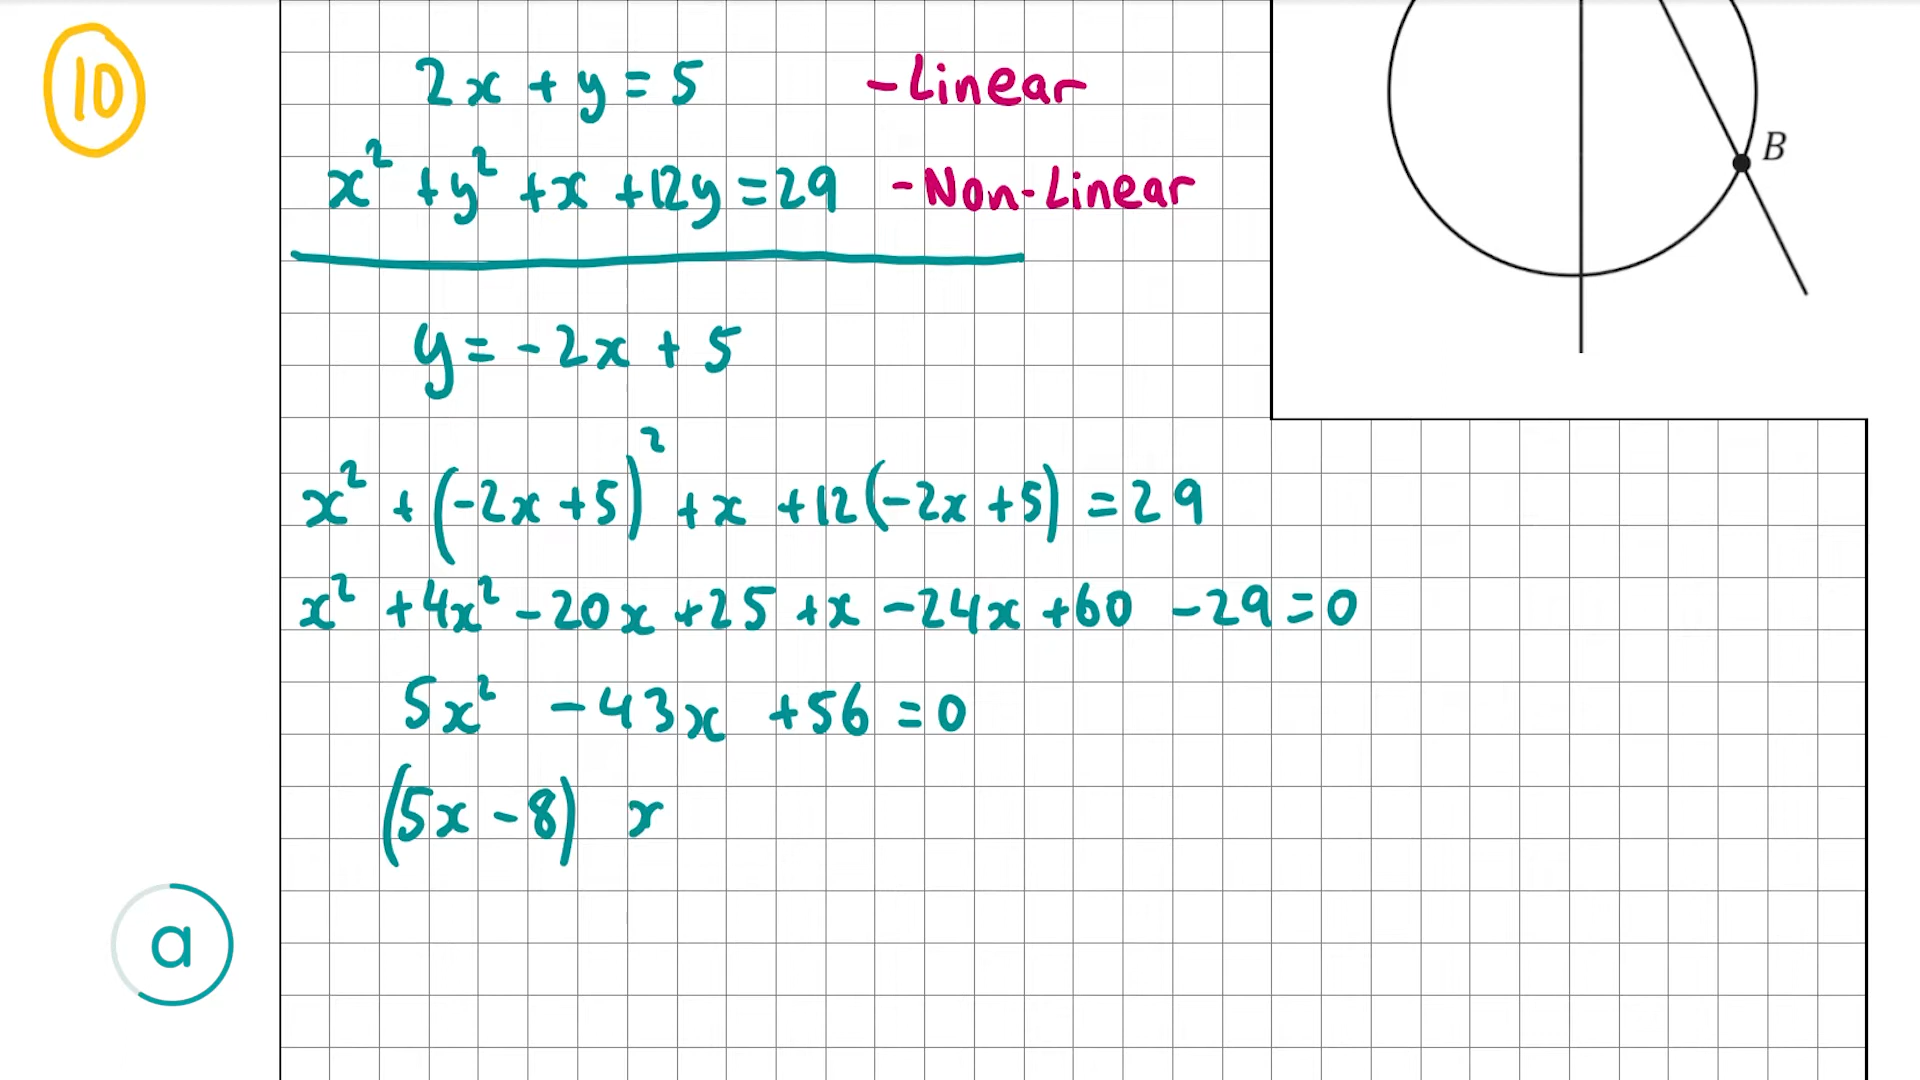 10
2x + y = 5 - Linear
x² + y² + x + 12y = 29 - Non-Linear
B
y = -2x + 5
x² + (-2x + 5)² + x + 12(-2x + 5) = 29
x² + 4x² - 20x + 25 + x - 24x + 60 - 29 = 0
5x² - 43x + 56 = 0
(5x - 8) x
a